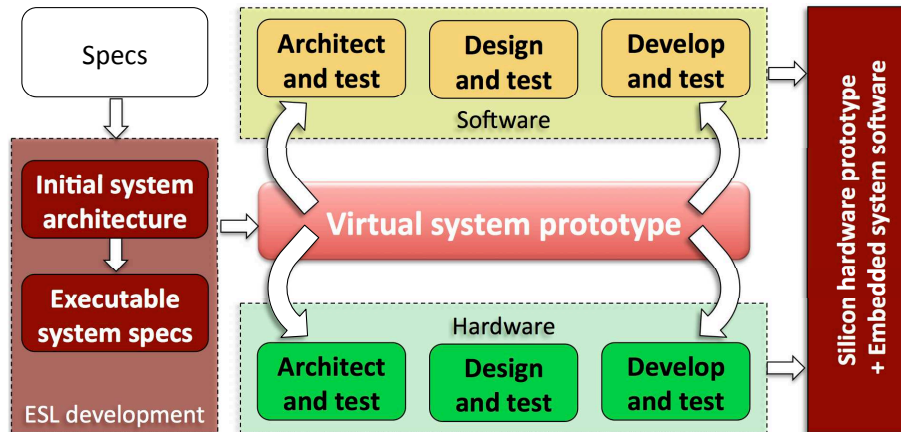 Specs
Initial system
architecture
Executable
system specs
ESL development
Architect
and test
Design
and test
Develop
and test
Software
Virtual system prototype
Hardware
Architect
and test
Design
and test
Develop
and test
Silicon hardware prototype
+ Embedded system software